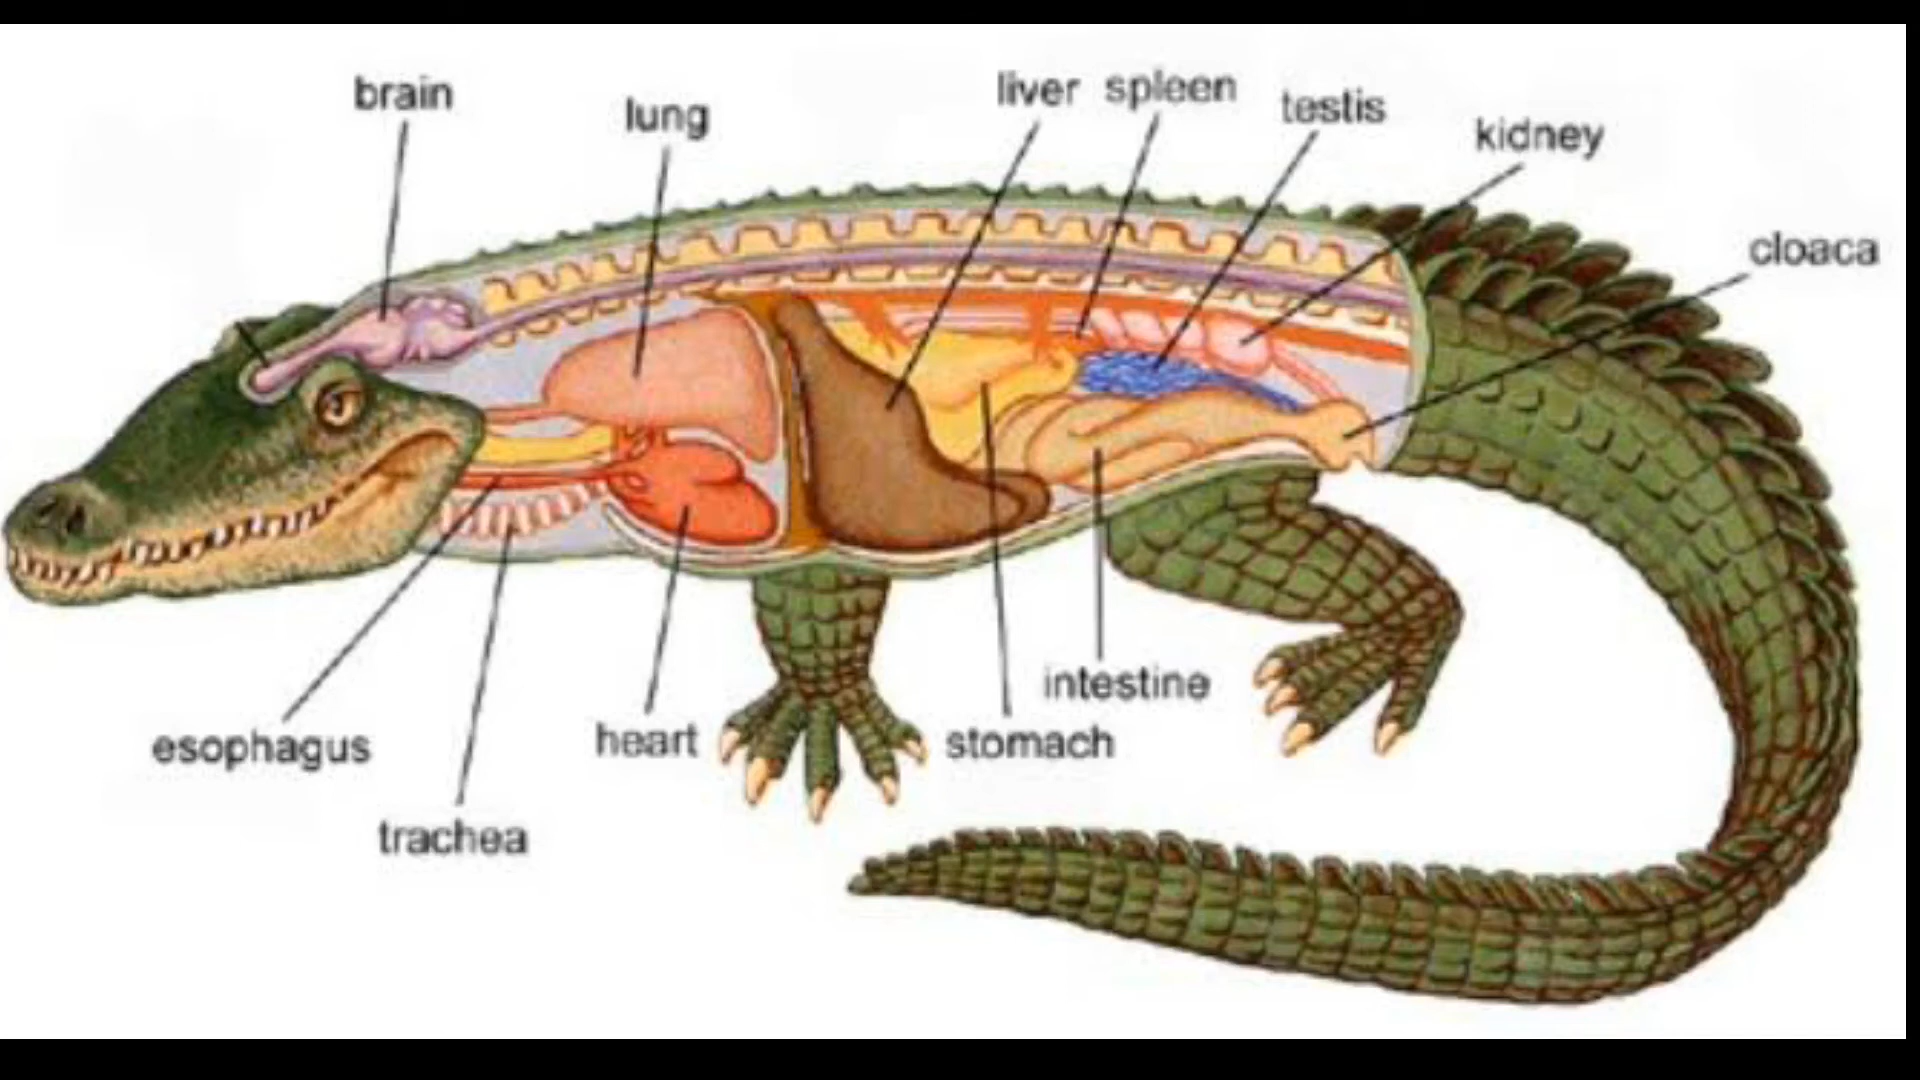 brain
lung
liver
spleen
testis
kidney
cloaca
esophagus
trachea
heart
stomach
intestine